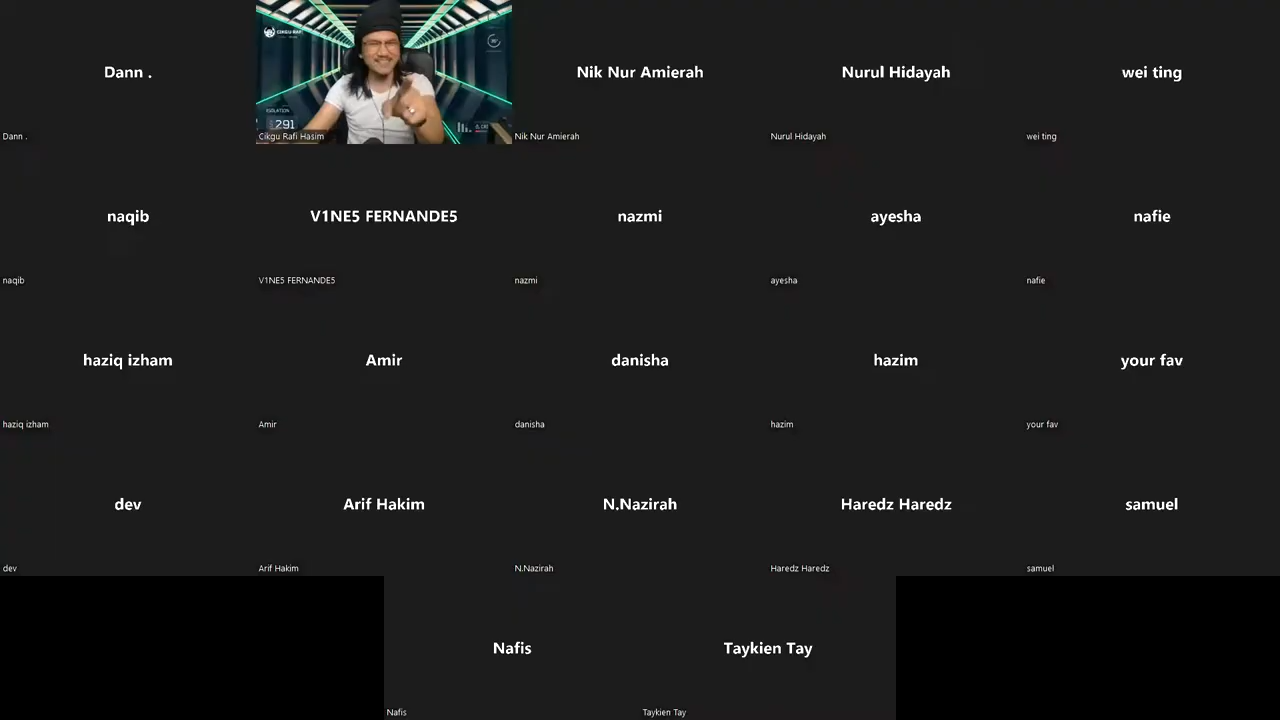 Dann .
Nik Nur Amierah
Nurul Hidayah
wei ting
CIKGU RAFI
291
Dann .
Cikgu Rafi Hasim
Nik Nur Amierah
Nurul Hidayah
wei ting
naqib
V1NE5 FERNANDE5
nazmi
ayesha
nafie
naqib
V1NE5 FERNANDE5
nazmi
ayesha
nafie
haziq izham
Amir
danisha
hazim
your fav
haziq izham
Amir
danisha
hazim
your fav
dev
Arif Hakim
N.Nazirah
Haredz Haredz
samuel
dev
Arif Hakim
N.Nazirah
Haredz Haredz
samuel
Nafis
Taykien Tay
Nafis
Taykien Tay